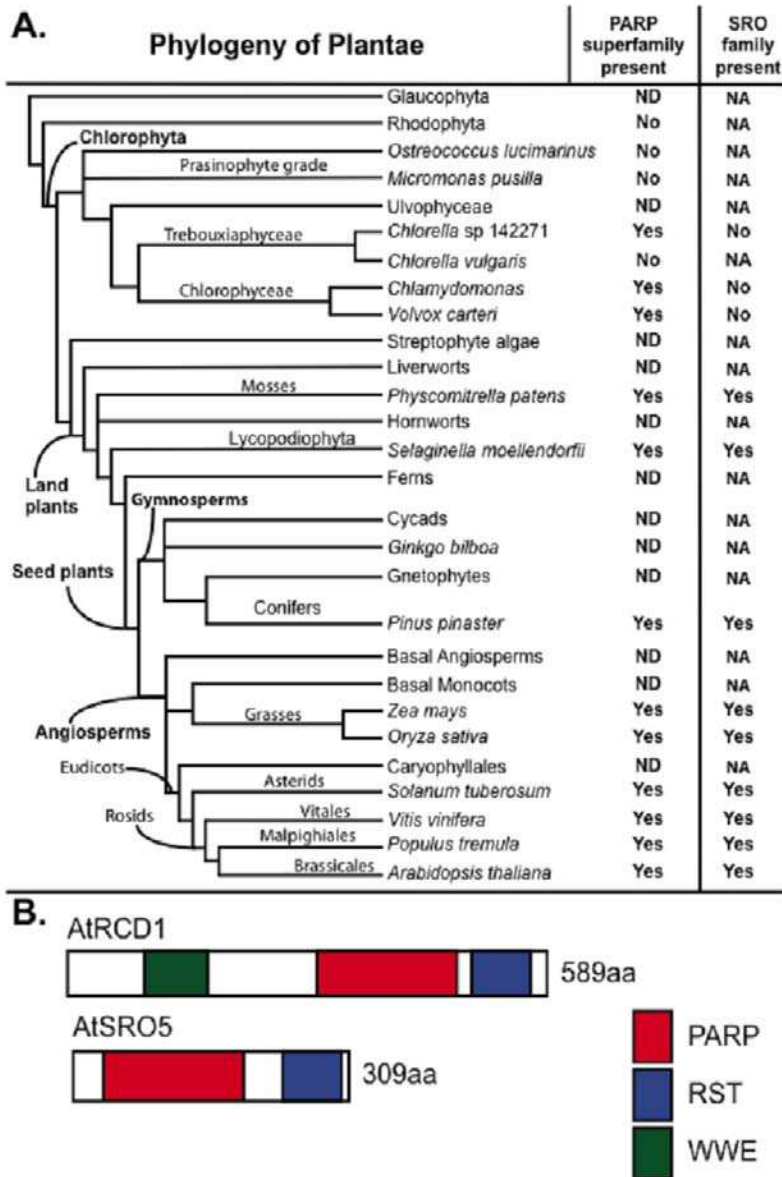 A.
Phylogeny of Plantae
PARP superfamily present
SRO family present
Glaucophyta ND NA
Rhodophyta No NA
Chlorophyta
Prasinophyte grade
Ostreococcus lucimarinus No NA
Micromonas pusilla No NA
Ulvophyceae ND NA
Trebouxiaphyceae
Chlorella sp 142271 Yes No
Chlorella vulgaris No NA
Chlorophyceae
Chlamydomonas Yes No
Volvox carteri Yes No
Streptophyte algae ND NA
Liverworts ND NA
Mosses
Physcomitrella patens Yes Yes
Hornworts ND NA
Lycopodiophyta
Selaginella moellendorfii Yes Yes
Land plants
Ferns ND NA
Gymnosperms
Cycads ND NA
Ginkgo bilboa ND NA
Seed plants
Gnetophytes ND NA
Conifers
Pinus pinaster Yes Yes
Basal Angiosperms ND NA
Basal Monocots ND NA
Grasses
Zea mays Yes Yes
Angiosperms
Oryza sativa Yes Yes
Eudicots
Caryophyllales ND NA
Asterids
Solanum tuberosum Yes Yes
Rosids
Vitales
Vitis vinifera Yes Yes
Malpighiales
Populus tremula Yes Yes
Brassicales
Arabidopsis thaliana Yes Yes
B.
AtRCD1
589aa
AtSRO5
309aa
PARP
RST
WWE